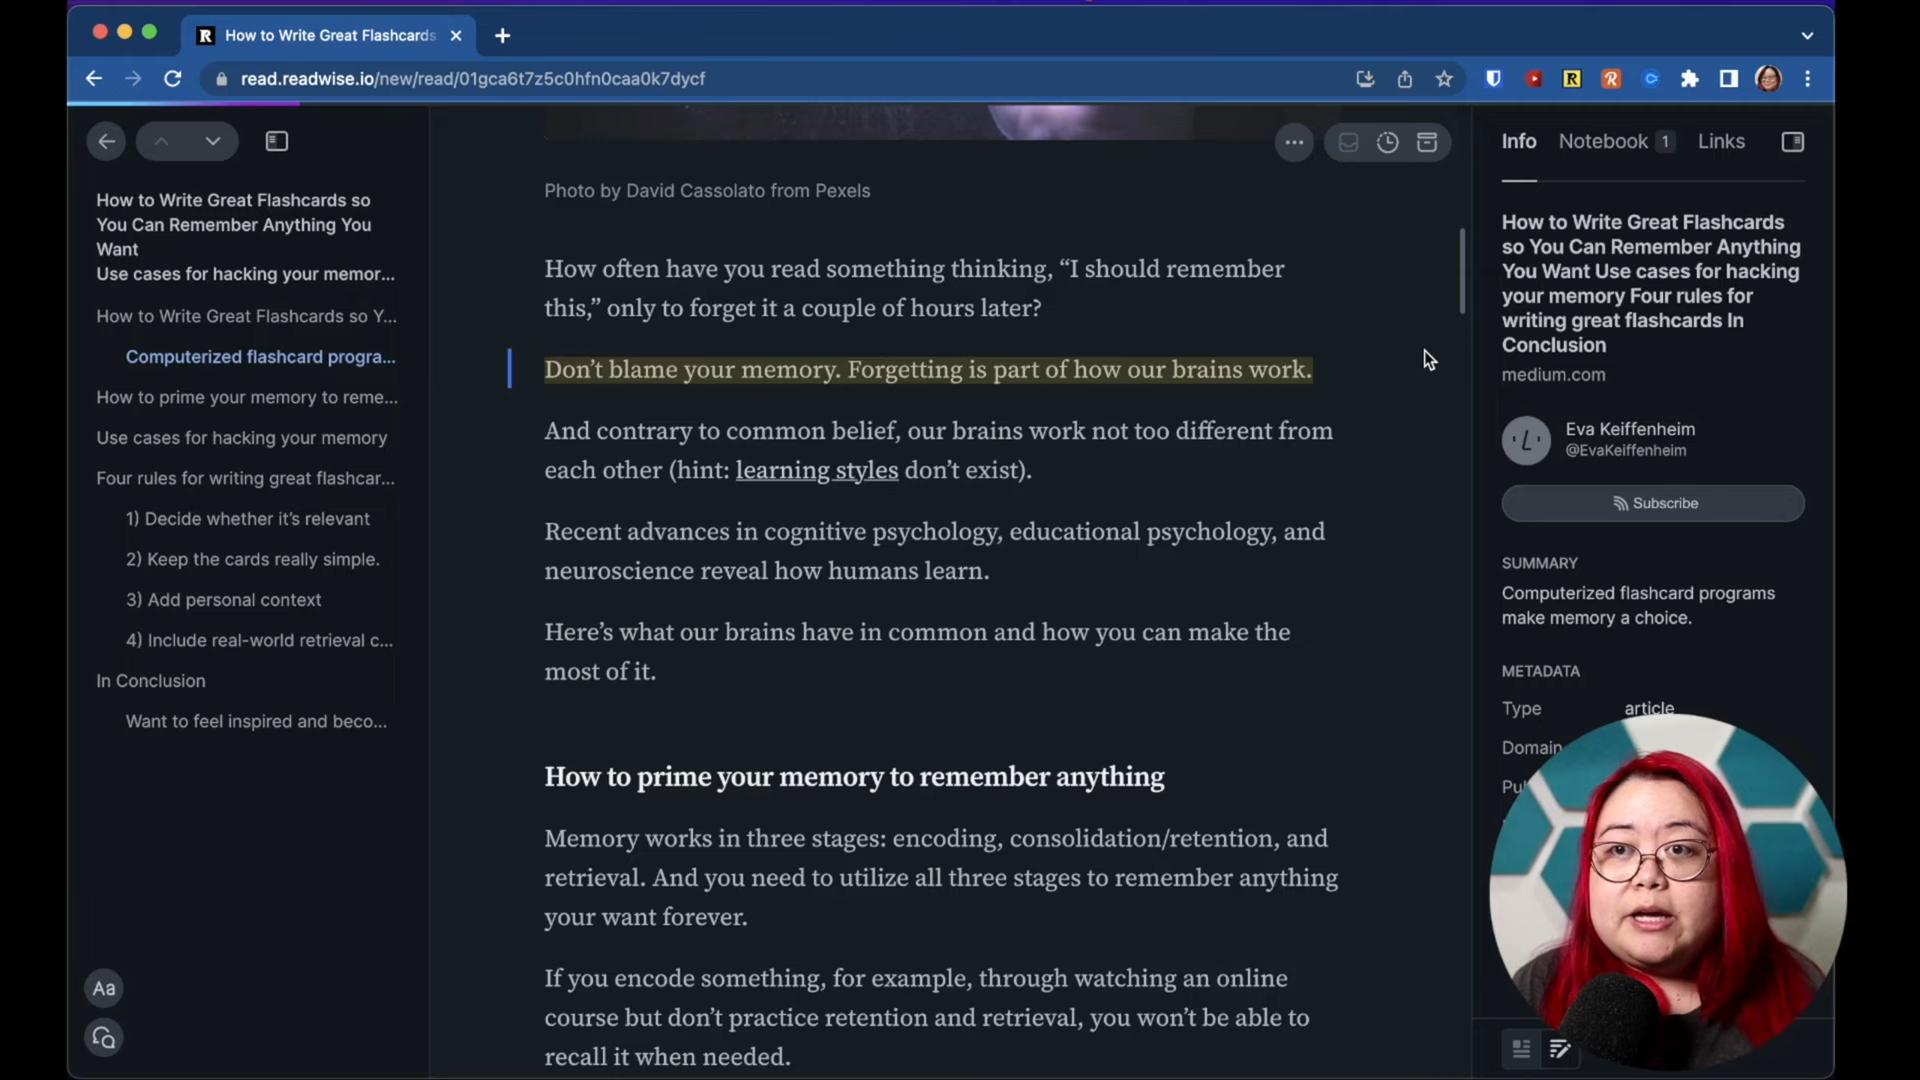 How to Write Great Flashcards
read.readwise.io/new/read/01gca6t7z5c0hfn0caa0k7dycf
How to Write Great Flashcards so
You Can Remember Anything You
Want
Use cases for hacking your memor...
How to Write Great Flashcards so Y...
Computerized flashcard progra...
How to prime your memory to reme...
Use cases for hacking your memory
Four rules for writing great flashcar...
1) Decide whether it’s relevant
2) Keep the cards really simple.
3) Add personal context
4) Include real-world retrieval c...
In Conclusion
Want to feel inspired and beco...
Aa
Photo by David Cassolato from Pexels
How often have you read something thinking, “I should remember
this,” only to forget it a couple of hours later?
Don’t blame your memory. Forgetting is part of how our brains work.
And contrary to common belief, our brains work not too different from
each other (hint: learning styles don’t exist).
Recent advances in cognitive psychology, educational psychology, and
neuroscience reveal how humans learn.
Here’s what our brains have in common and how you can make the
most of it.
How to prime your memory to remember anything
Memory works in three stages: encoding, consolidation/retention, and
retrieval. And you need to utilize all three stages to remember anything
your want forever.
If you encode something, for example, through watching an online
course but don’t practice retention and retrieval, you won’t be able to
recall it when needed.
Info Notebook 1 Links
How to Write Great Flashcards
so You Can Remember Anything
You Want Use cases for hacking
your memory Four rules for
writing great flashcards In
Conclusion
medium.com
Eva Keiffenheim
@EvaKeiffenheim
Subscribe
SUMMARY
Computerized flashcard programs
make memory a choice.
METADATA
Type article
Domain